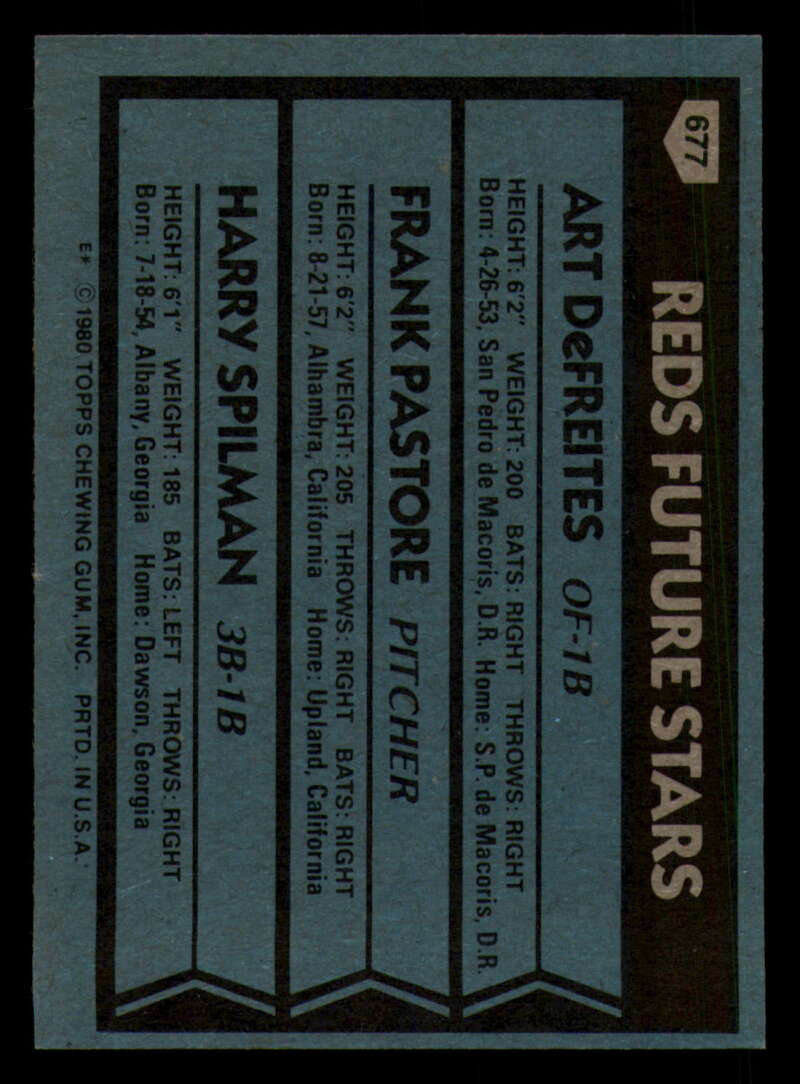 677
REDS FUTURE STARS
ART DeFREITES OF-1B
HEIGHT: 6'2" WEIGHT: 200 BATS: RIGHT THROWS: RIGHT
Born: 4-26-53, San Pedro de Macoris, D.R. Home: S.P. de Macoris, D.R.
FRANK PASTORE PITCHER
HEIGHT: 6'2" WEIGHT: 205 THROWS: RIGHT BATS: RIGHT
Born: 8-21-57, Alhambra, California Home: Upland, California
HARRY SPILMAN 3B-1B
HEIGHT: 6'1" WEIGHT: 185 BATS: LEFT THROWS: RIGHT
Born: 7-18-54, Albany, Georgia Home: Dawson, Georgia
E* © 1980 TOPPS CHEWING GUM, INC. PRTD. IN U.S.A.